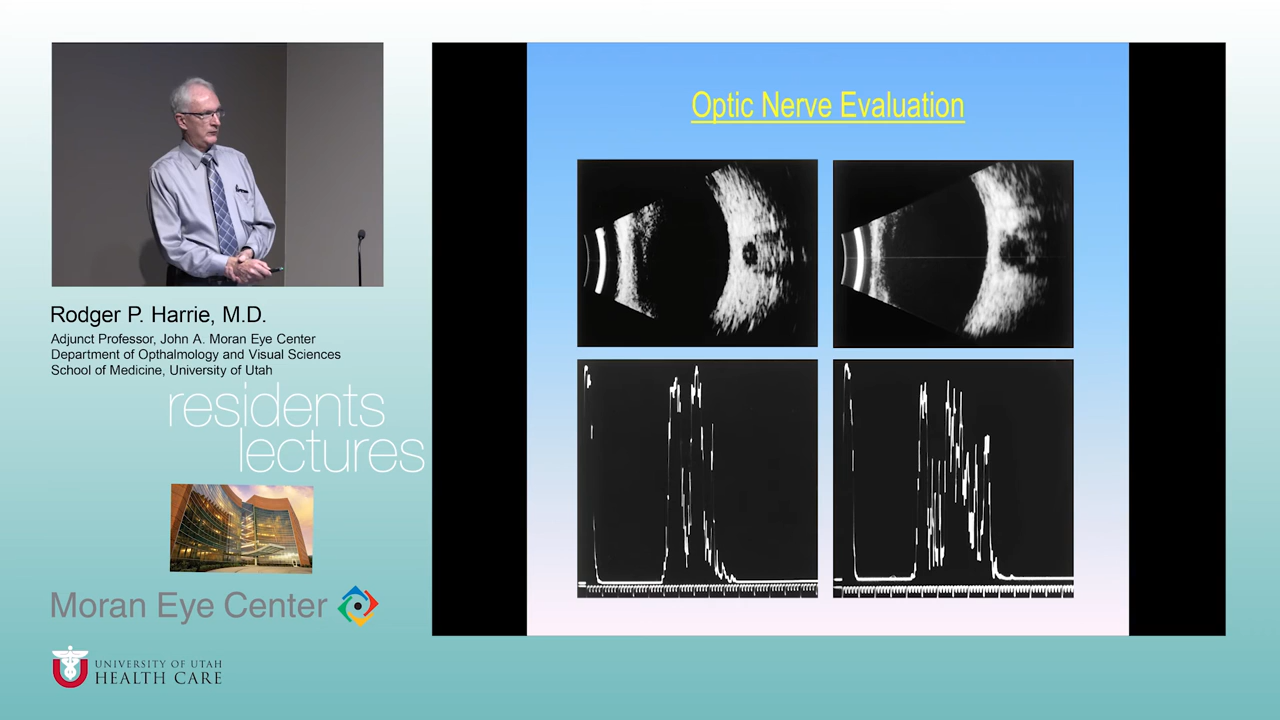 Optic Nerve Evaluation
Rodger P. Harrie, M.D.
Adjunct Professor, John A. Moran Eye Center
Department of Opthalmology and Visual Sciences
School of Medicine, University of Utah
residents
lectures
Moran Eye Center
UNIVERSITY OF UTAH
HEALTH CARE